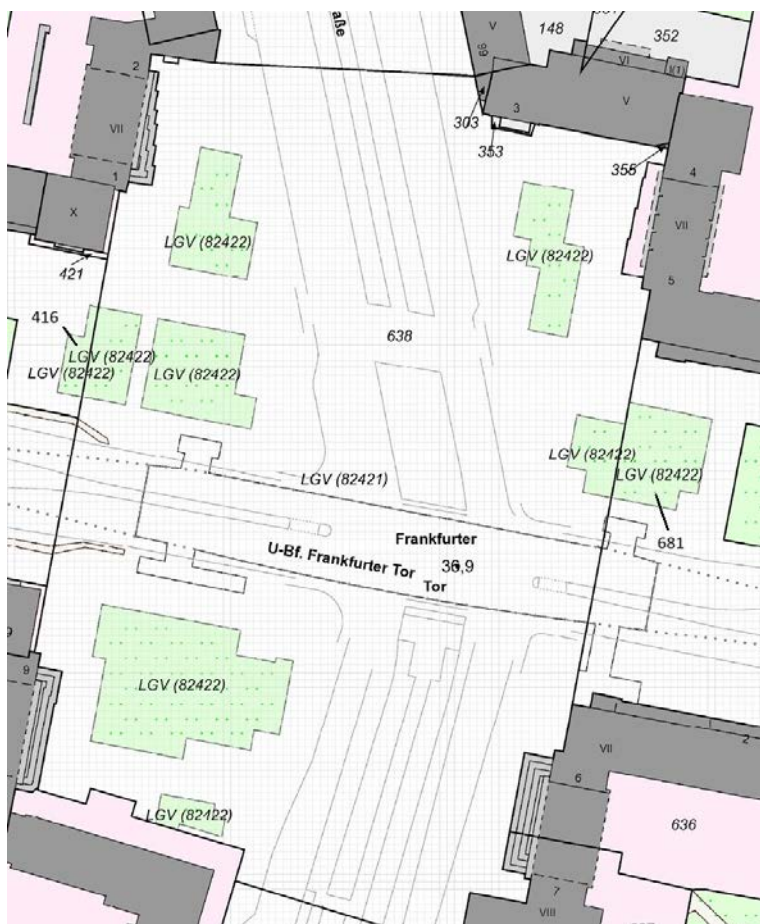 V
148
352
66
2
VI
I(1)
V
VII
3
303
353
355
1
4
X
VII
LGV (82422)
LGV (82422)
421
5
416
638
LGV (82422)
LGV (82422)
LGV (82422)
LGV (82422)
LGV (82422)
LGV (82421)
Frankfurter
681
U-Bf. Frankfurter Tor
36,9
Tor
9
9
LGV (82422)
VII
2
6
LGV (82422)
636
7
VIII